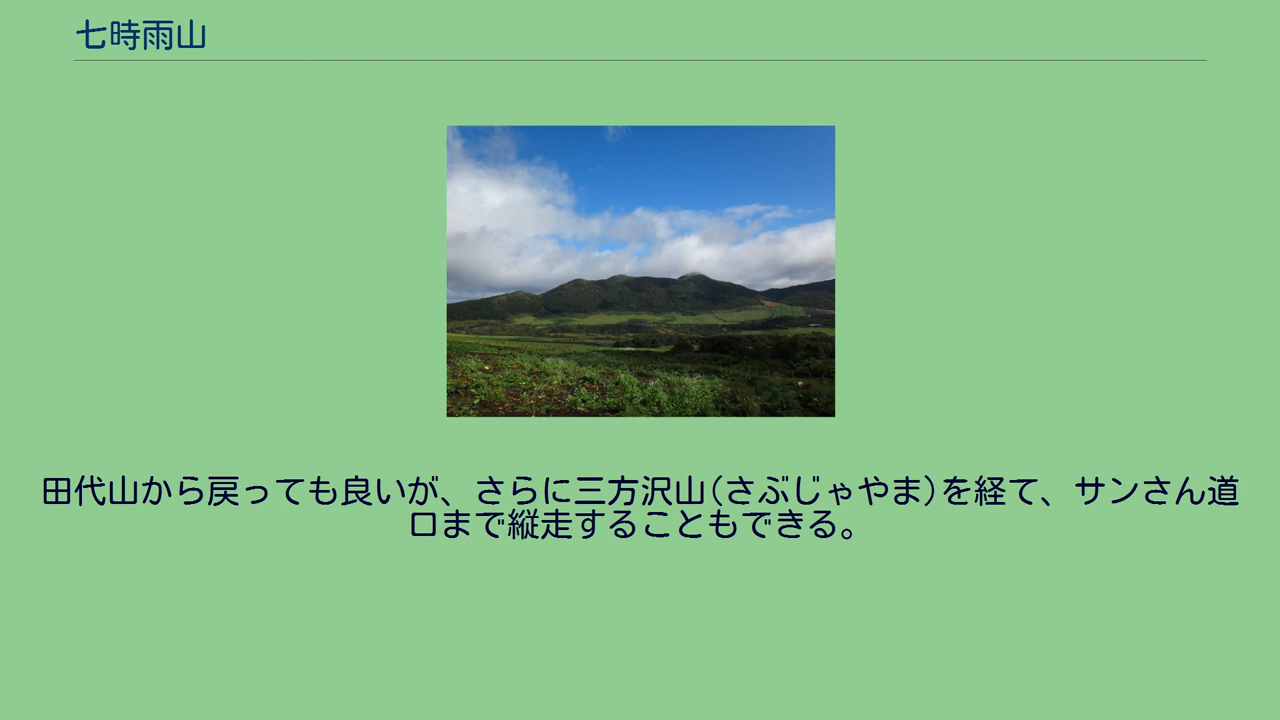 七時雨山
田代山から戻っても良いが、さらに三方沢山(さぶじゃやま)を経て、サンさん道
口まで縦走することもできる。